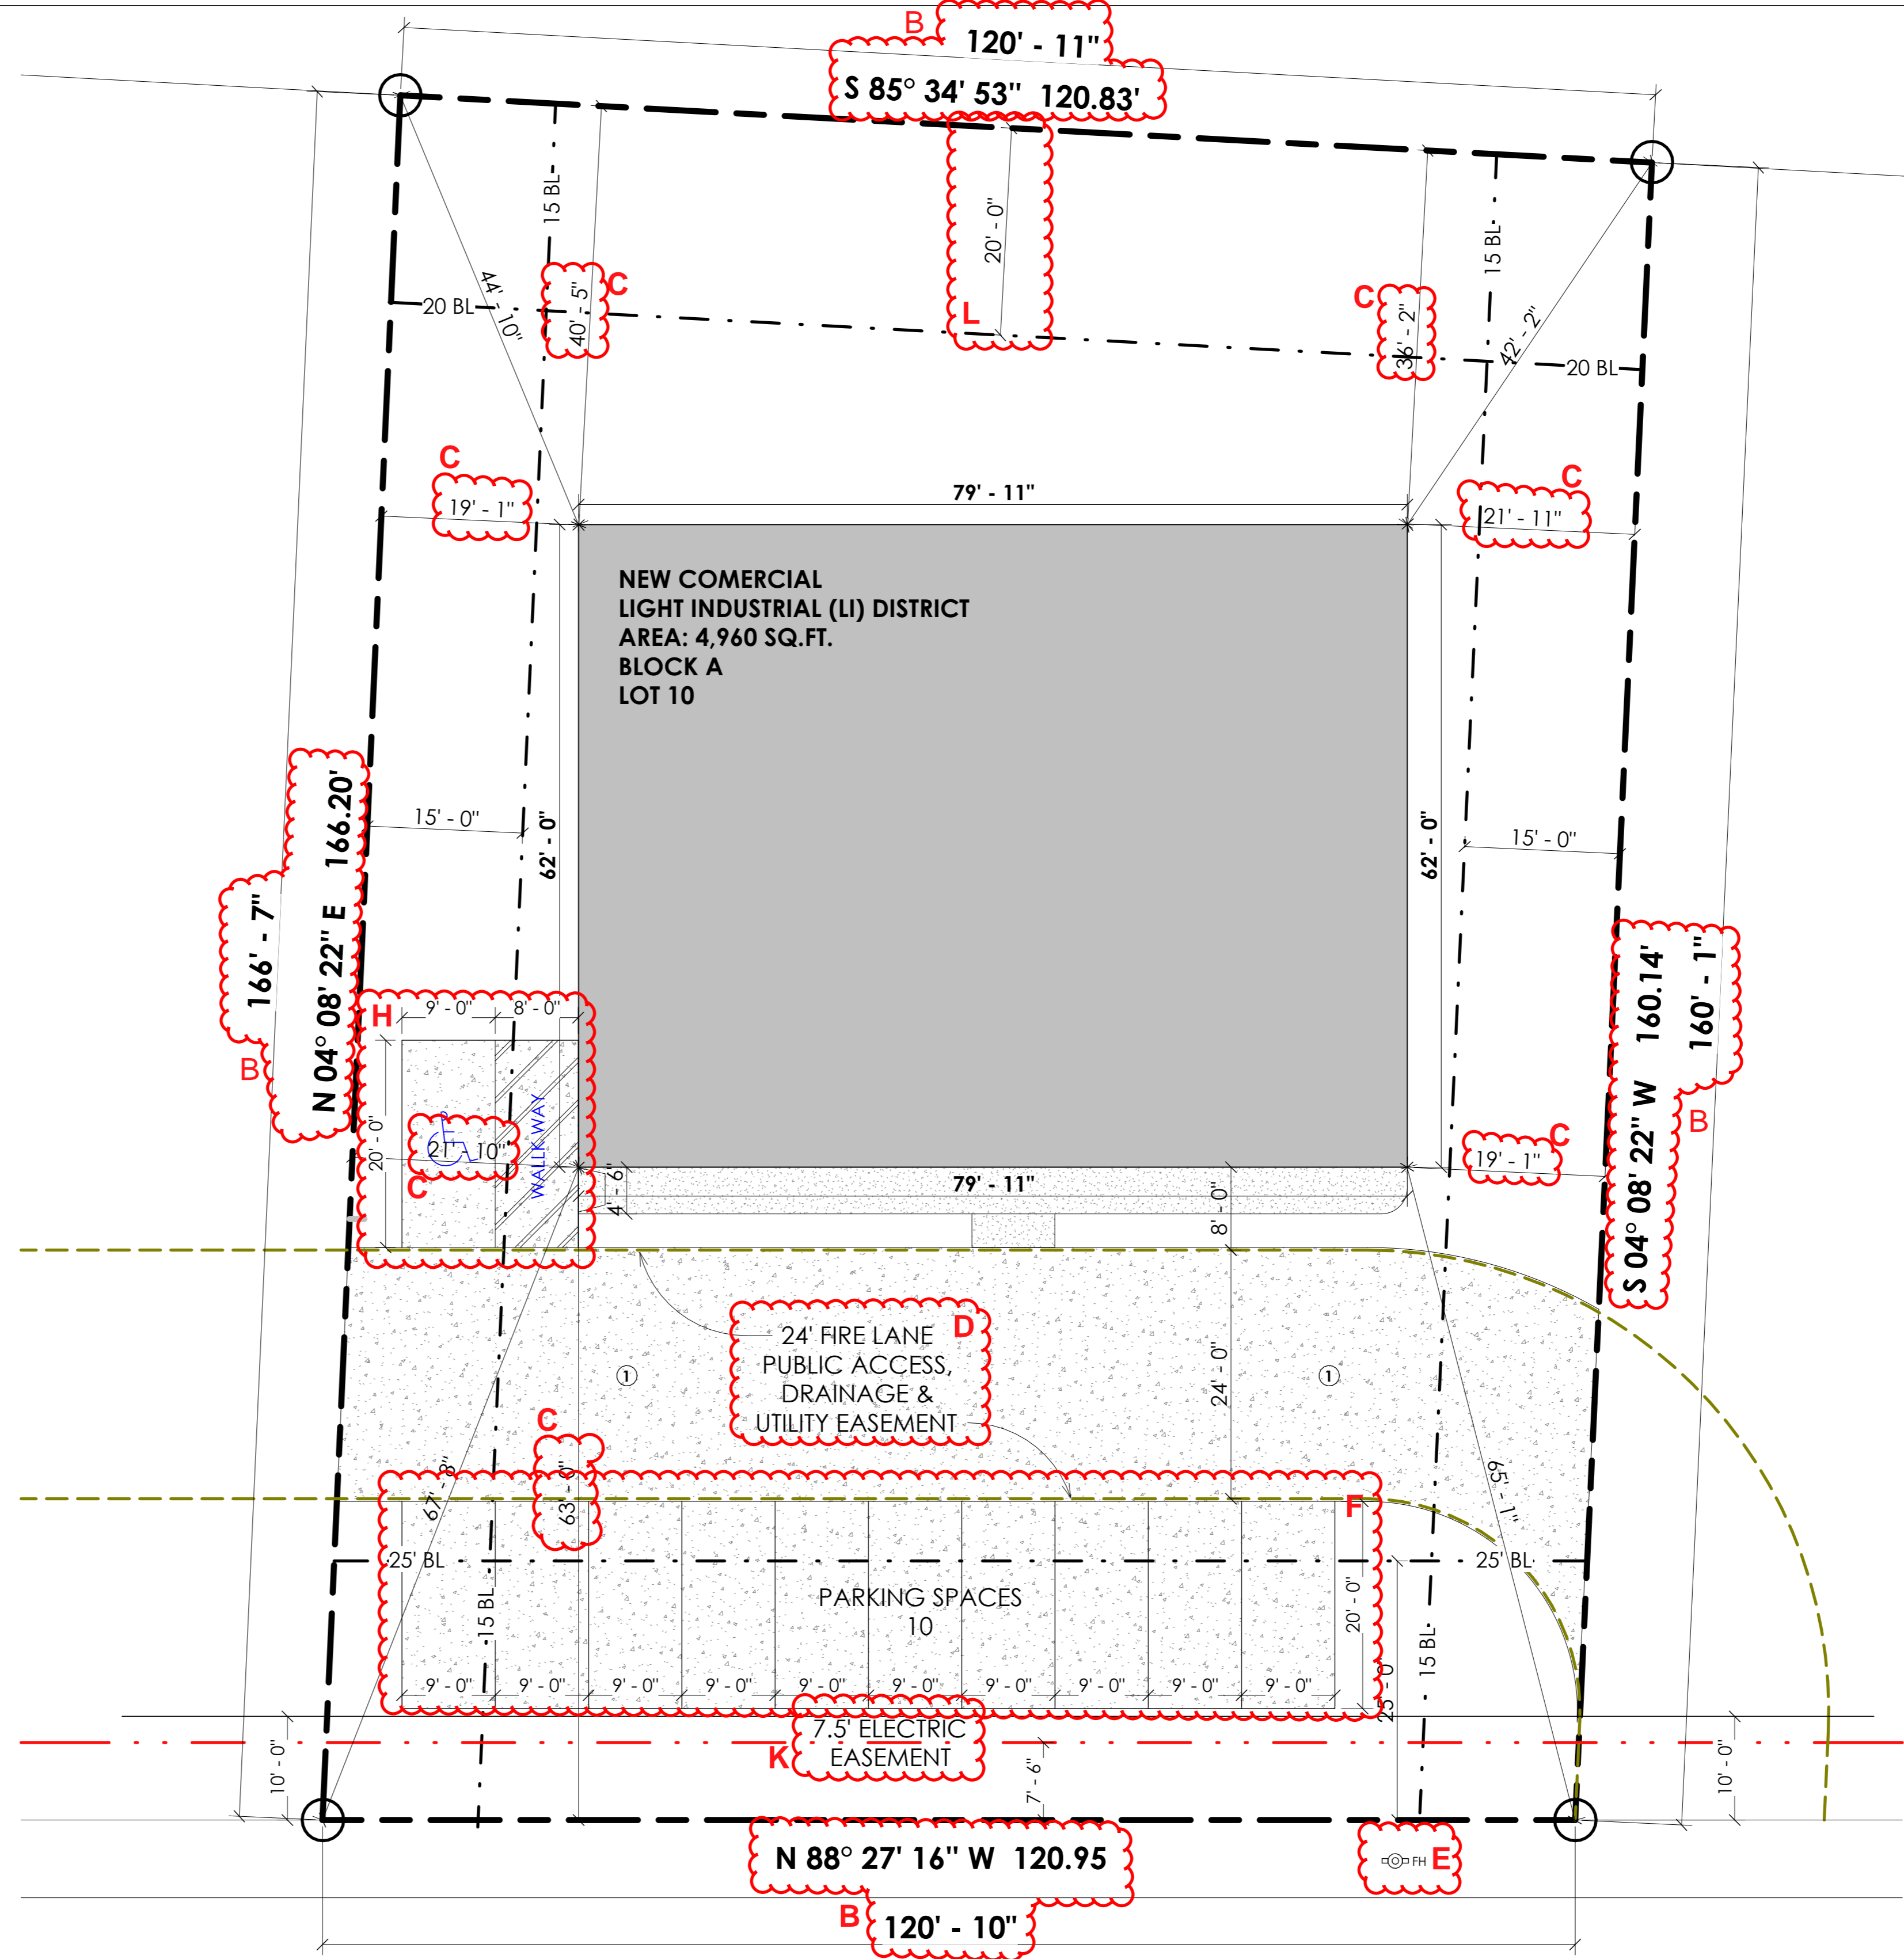 B
120' - 11"
S 85° 34' 53" 120.83'
15 BL
20' - 0"
L
15 BL
C
40' - 5"
C
36' - 2"
44' - 10"
42' - 2"
20 BL
20 BL
C
19' - 1"
79' - 11"
C
21' - 11"
NEW COMERCIAL
LIGHT INDUSTRIAL (LI) DISTRICT
AREA: 4,960 SQ.FT.
BLOCK A
LOT 10
15' - 0"
62' - 0"
62' - 0"
15' - 0"
166' - 7"
N 04° 08' 22" E 166.20'
B
S 04° 08' 22" W 160.14'
160' - 1"
B
H
9' - 0"
8' - 0"
20' - 0"
21' - 10"
C
WALLK WAY
4' - 6"
79' - 11"
8' - 0"
C
19' - 1"
24' FIRE LANE
PUBLIC ACCESS,
DRAINAGE &
UTILITY EASEMENT
D
1
1
24' - 0"
C
63' - 0"
67' - 8"
65' - 1"
F
25' BL
25' BL
PARKING SPACES
10
20' - 0"
15 BL
15 BL
25' - 0"
9' - 0"
9' - 0"
9' - 0"
9' - 0"
9' - 0"
9' - 0"
9' - 0"
9' - 0"
9' - 0"
9' - 0"
7.5' ELECTRIC
EASEMENT
K
10' - 0"
7' - 6"
10' - 0"
N 88° 27' 16" W 120.95
FH
E
B
120' - 10"